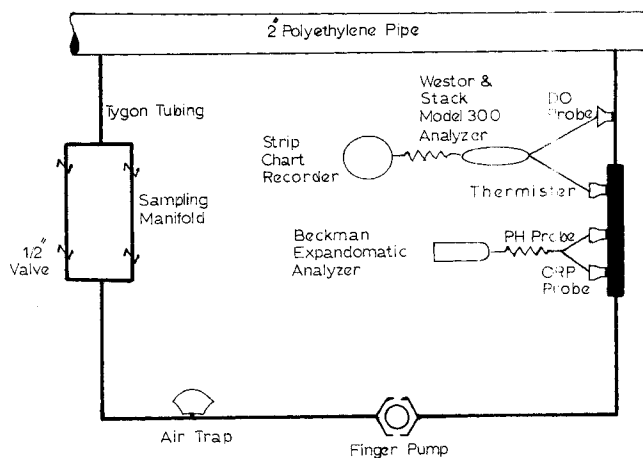 2" Polyethylene Pipe
Tygon Tubing
Westor &
Stack
Model 300
Analyzer
DO
Probe
Strip
Chart
Recorder
Thermister
Sampling
Manifold
1/2"
Valve
Beckman
Expandomatic
Analyzer
PH Probe
ORP
Probe
Air Trap
Finger Pump